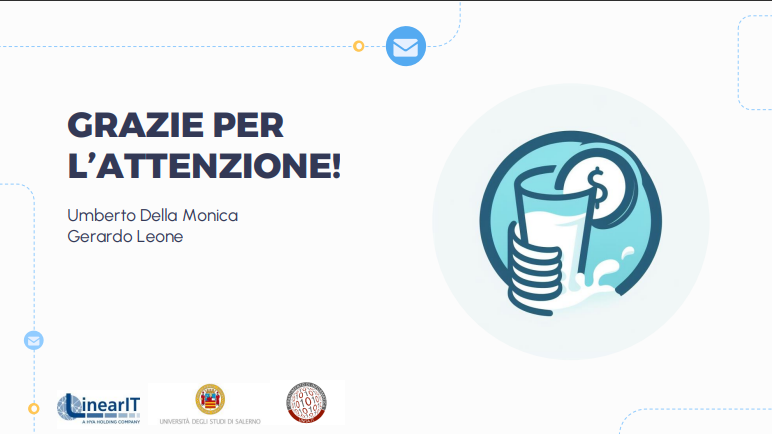 GRAZIE PER
L'ATTENZIONE!
Umberto Della Monica
Gerardo Leone
$
LinearIT
A HYA HOLDING COMPANY
UNIVERSITÀ DEGLI STUDI DI SALERNO